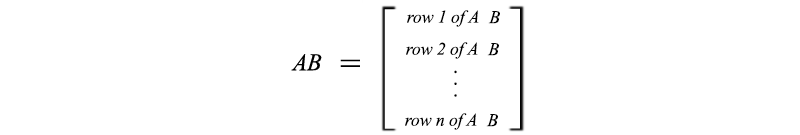 row 1 of A B
row 2 of A B
AB =
⋮
row n of A B